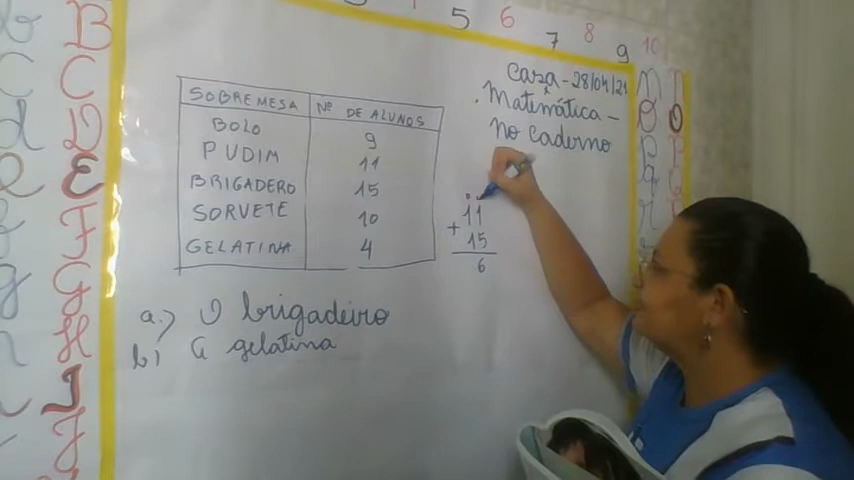 5 6 7 8 9 10
Casa - 28/04/21
. Matemática -
no caderno
SOBREMESA Nº DE ALUNOS
BOLO 9
PUDIM 11
BRIGADERO 15
SORVETE 10
GELATINA 4
11
+ 15
6
a.) O brigadeiro
b) A gelatina
B
C
D
E
F
G
H
I
J